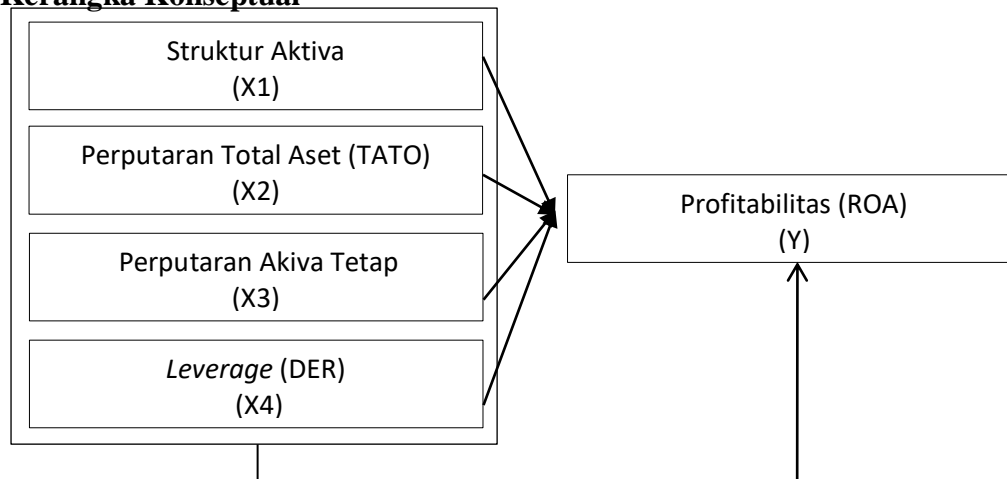 Kerangka Konseptual
Struktur Aktiva
(X1)
Perputaran Total Aset (TATO)
(X2)
Perputaran Akiva Tetap
(X3)
Leverage (DER)
(X4)
Profitabilitas (ROA)
(Y)